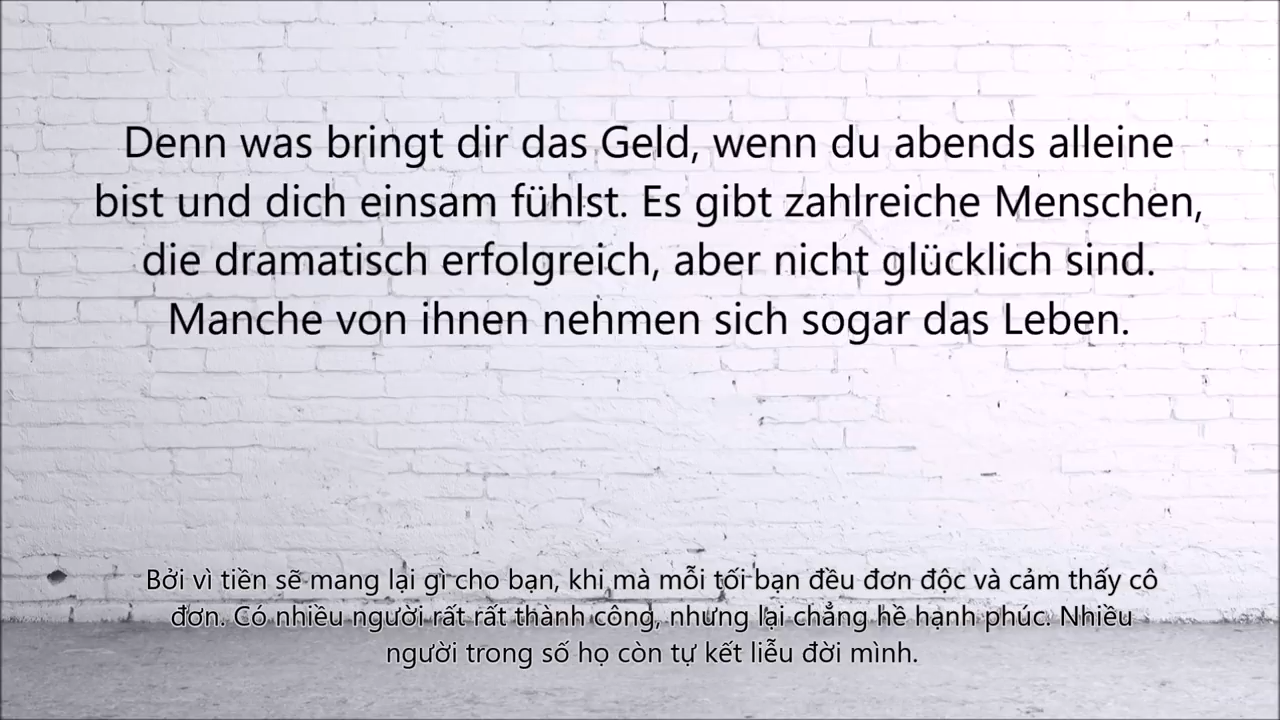 Denn was bringt dir das Geld, wenn du abends alleine
bist und dich einsam fühlst. Es gibt zahlreiche Menschen,
die dramatisch erfolgreich, aber nicht glücklich sind.
Manche von ihnen nehmen sich sogar das Leben.
Bởi vì tiền sẽ mang lại gì cho bạn, khi mà mỗi tối bạn đều đơn độc và cảm thấy cô
đơn. Có nhiều người rất rất thành công, nhưng lại chẳng hề hạnh phúc. Nhiều
người trong số họ còn tự kết liễu đời mình.